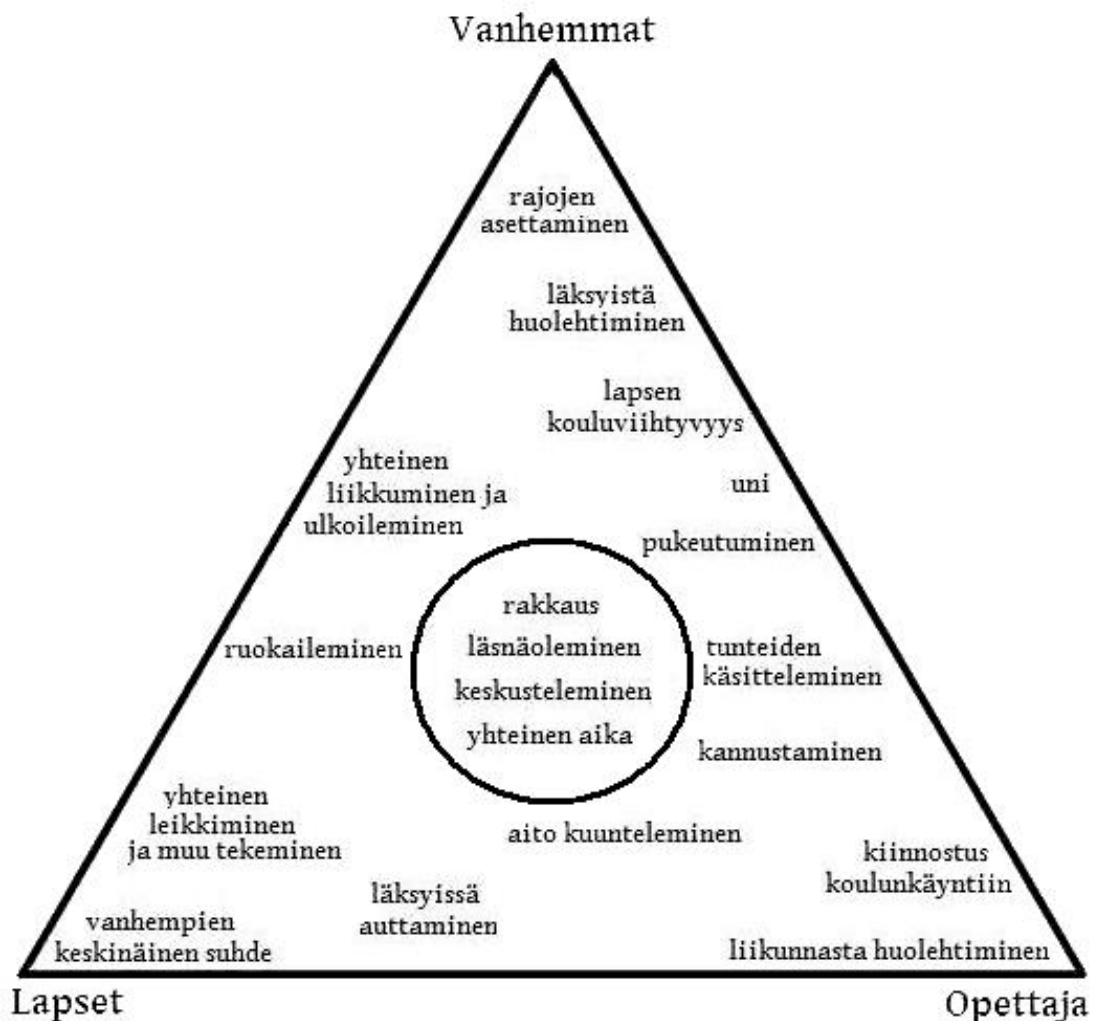 Vanhemmat
rajojen
asettaminen
läksyistä
huolehtiminen
lapsen
kouluviihtyvyys
yhteinen
liikkuminen ja
ulkoileminen
uni
pukeutuminen
rakkaus
läsnäoleminen
keskusteleminen
yhteinen aika
ruokaileminen
tunteiden
käsitteleminen
kannustaminen
yhteinen
leikkiminen
ja muu tekeminen
aito kuunteleminen
kiinnostus
koulunkäyntiin
läksyissä
auttaminen
vanhempien
keskinäinen suhde
liikunnasta huolehtiminen
Lapset
Opettaja